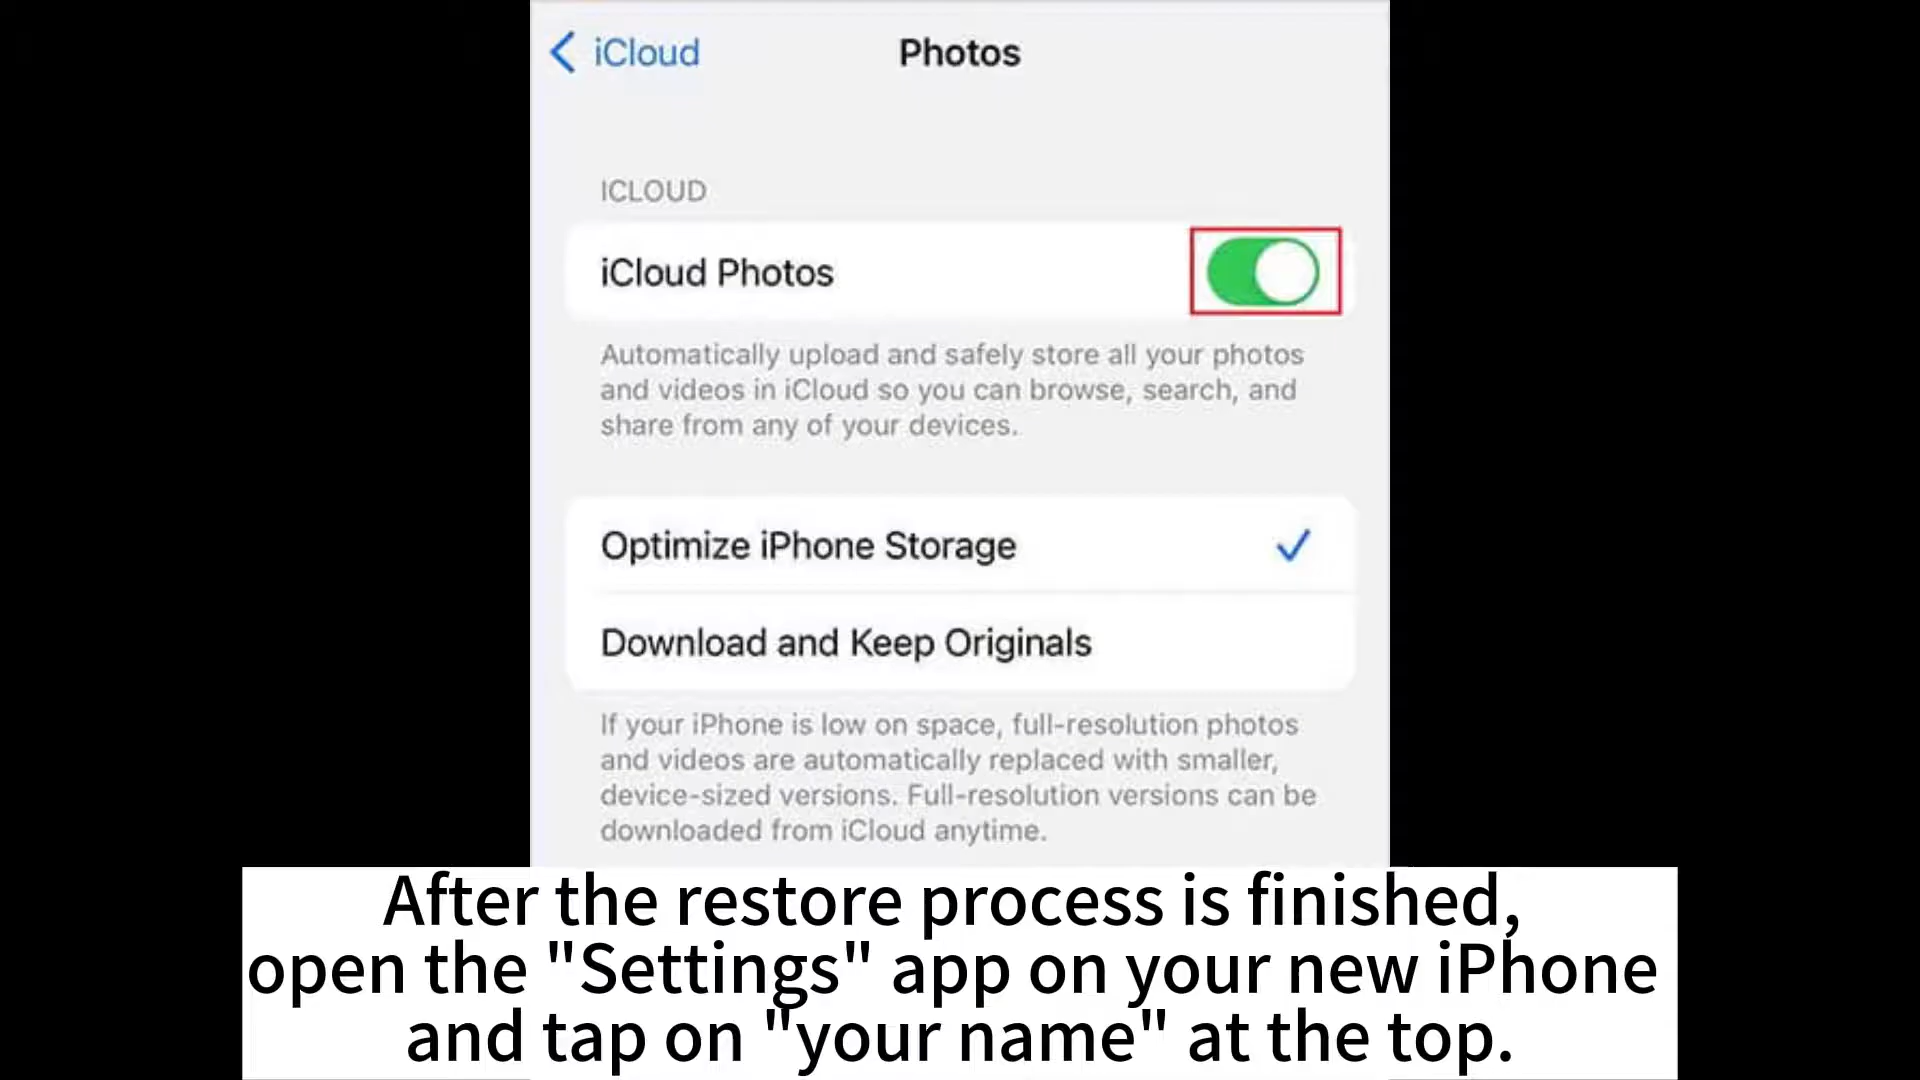 iCloud
Photos
ICLOUD
iCloud Photos
Automatically upload and safely store all your photos
and videos in iCloud so you can browse, search, and
share from any of your devices.
Optimize iPhone Storage
Download and Keep Originals
If your iPhone is low on space, full-resolution photos
and videos are automatically replaced with smaller,
device-sized versions. Full-resolution versions can be
downloaded from iCloud anytime.
After the restore process is finished,
open the "Settings" app on your new iPhone
and tap on "your name" at the top.